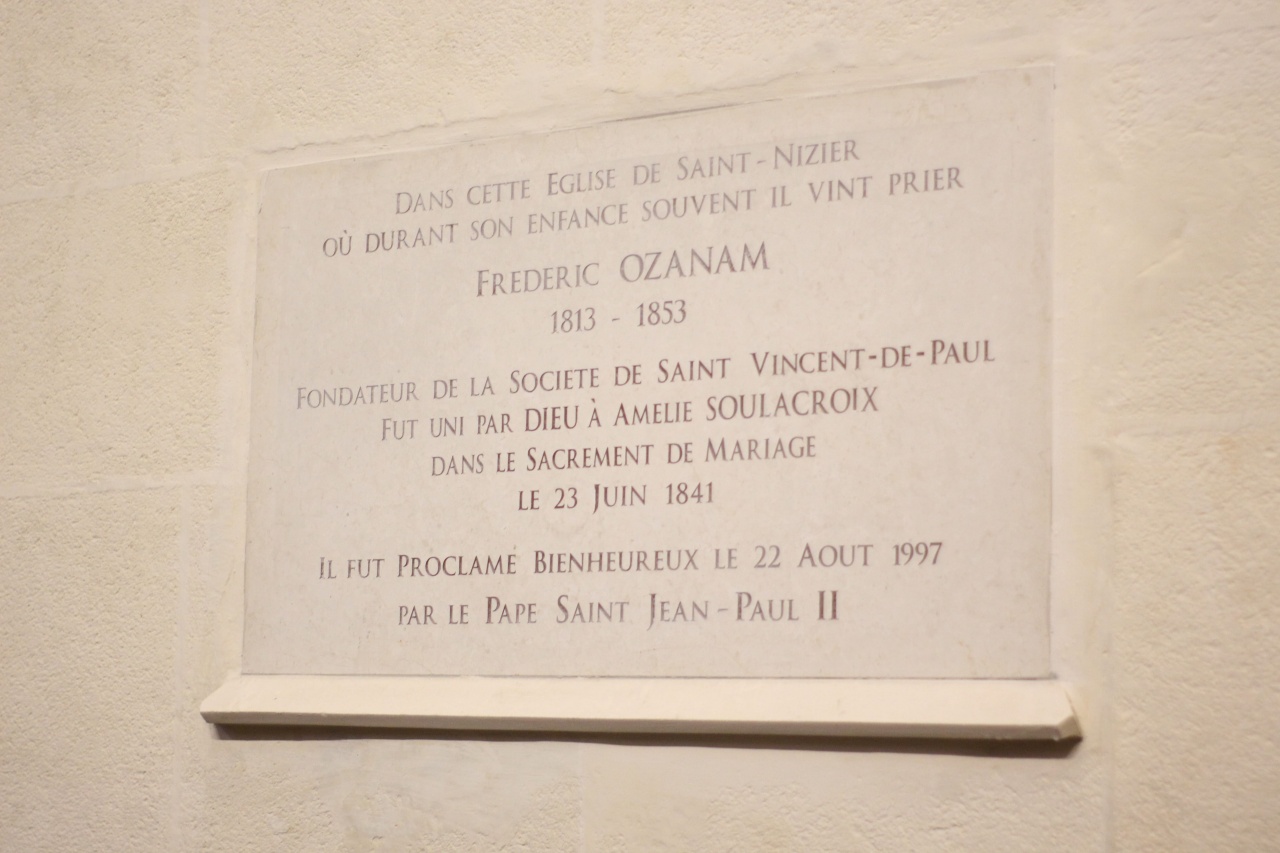 DANS CETTE EGLISE DE SAINT-NIZIER
OÙ DURANT SON ENFANCE SOUVENT IL VINT PRIER
FREDERIC OZANAM
1813 - 1853
FONDATEUR DE LA SOCIETE DE SAINT VINCENT-DE-PAUL
FUT UNI PAR DIEU À AMELIE SOULACROIX
DANS LE SACREMENT DE MARIAGE
LE 23 JUIN 1841
IL FUT PROCLAMÉ BIENHEUREUX LE 22 AOUT 1997
PAR LE PAPE SAINT JEAN-PAUL II